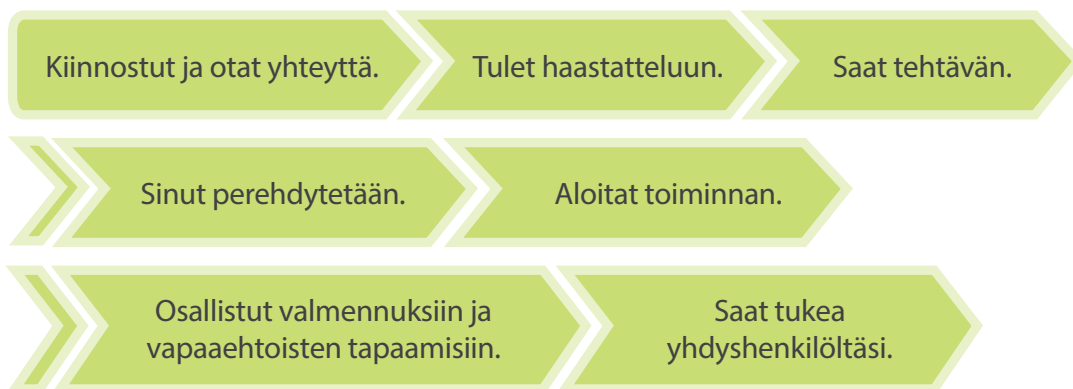 Kiinnostut ja otat yhteyttä.
Tulet haastatteluun.
Saat tehtävän.
Sinut perehdytetään.
Aloitat toiminnan.
Osallistut valmennuksiin ja
vapaaehtoisten tapaamisiin.
Saat tukea
yhdyshenkilöltäsi.